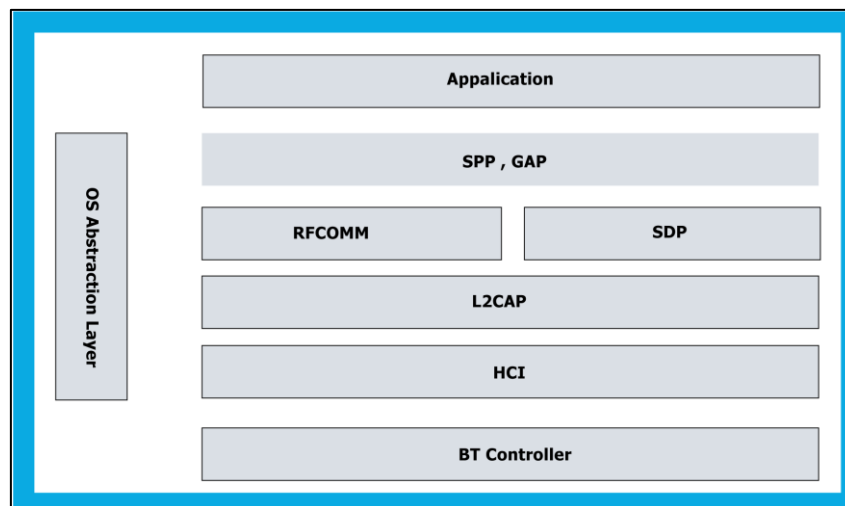 Appalication
SPP , GAP
OS Abstraction Layer
RFCOMM
SDP
L2CAP
HCI
BT Controller